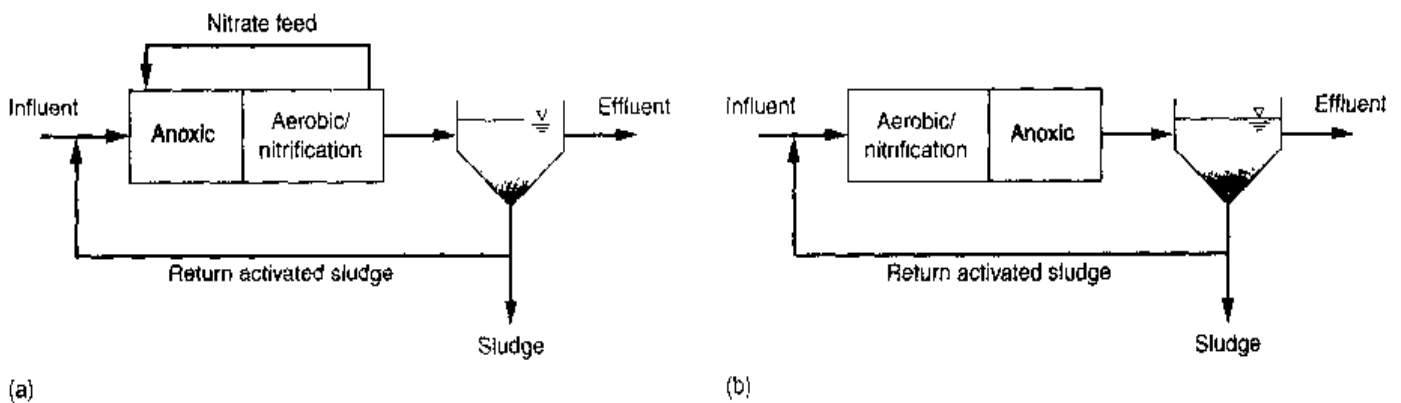 Nitrate feed
Influent
Anoxic
Aerobic/
nitrification
Effluent
Return activated sludge
Sludge
(a)
Influent
Aerobic/
nitrification
Anoxic
Effluent
Return activated sludge
Sludge
(b)